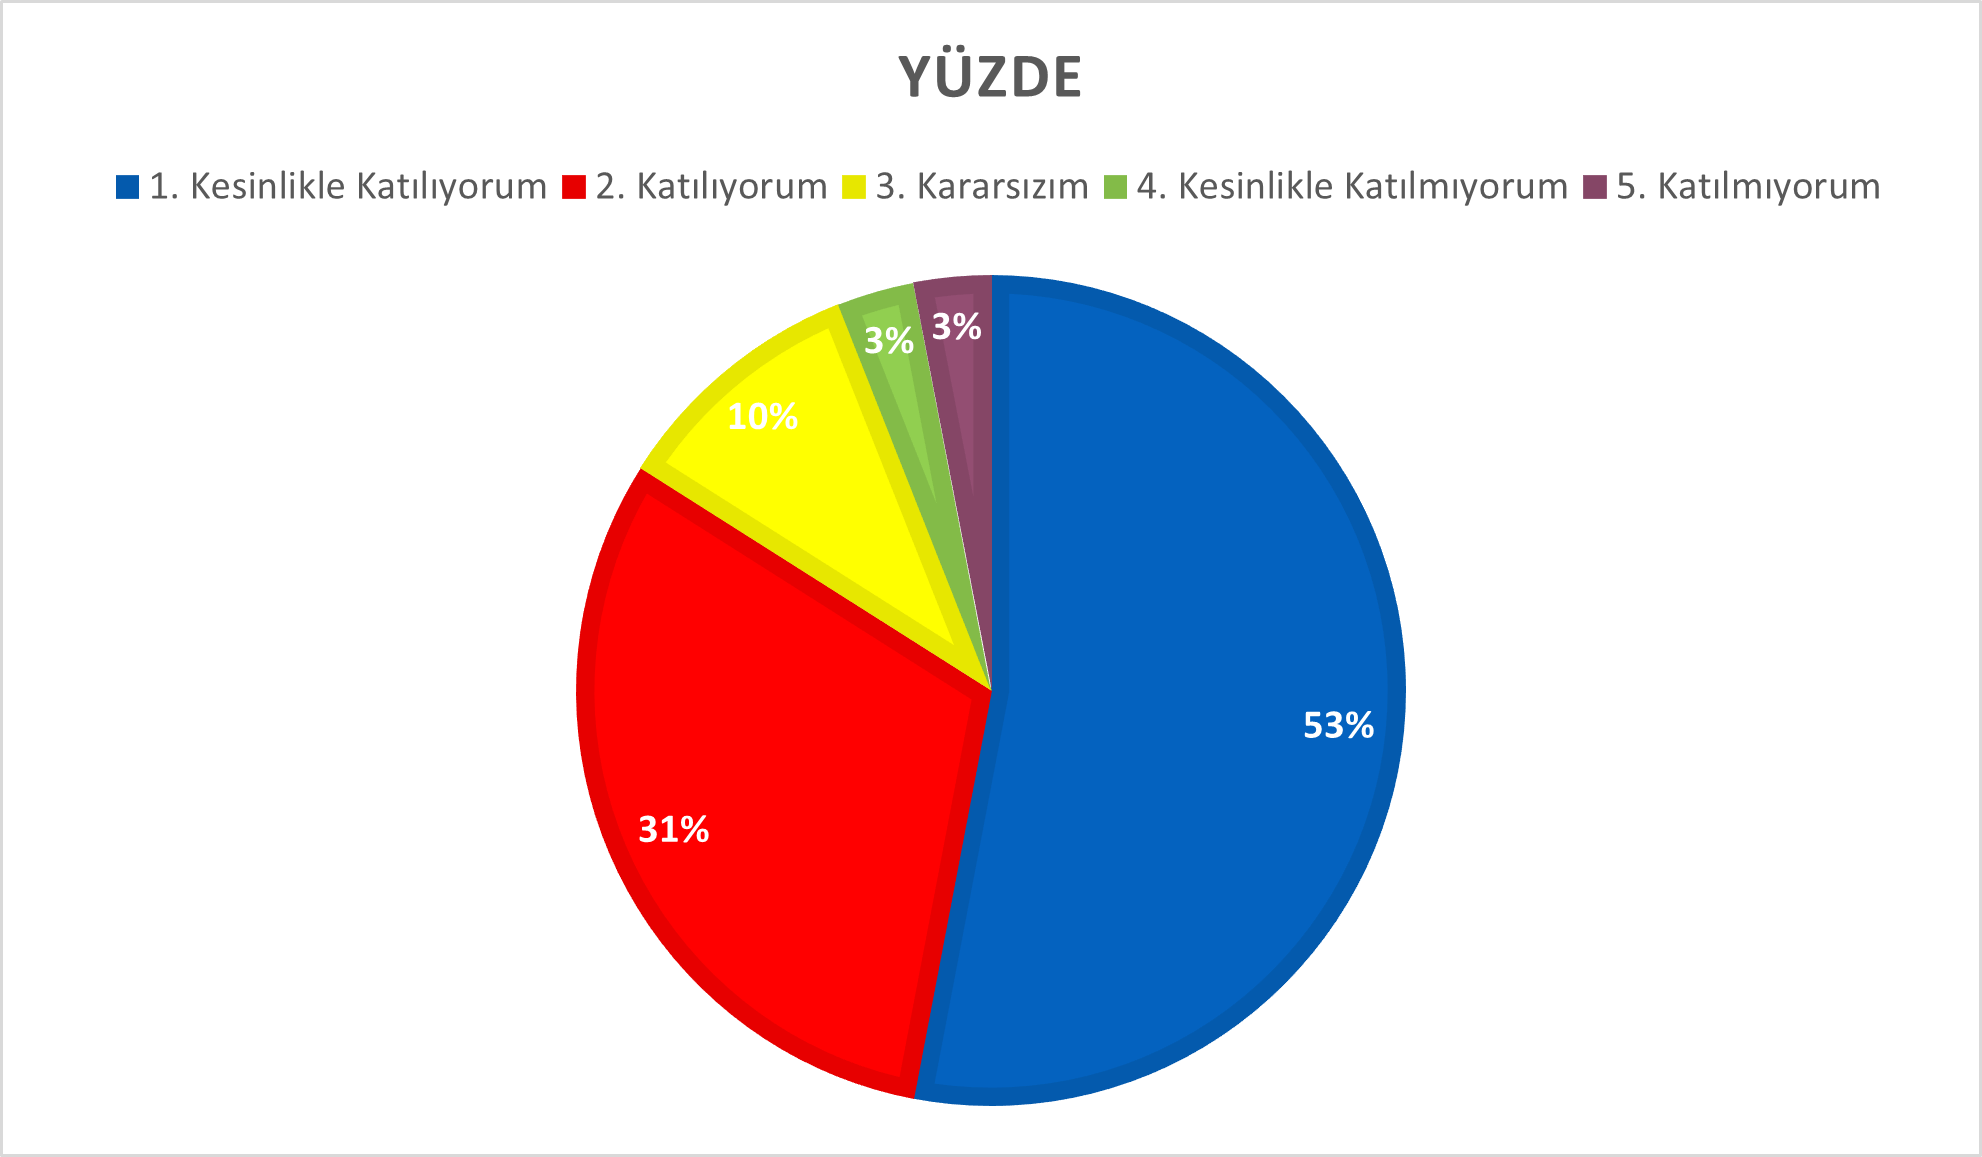 YÜZDE
1. Kesinlikle Katılıyorum 2. Katılıyorum 3. Kararsızım 4. Kesinlikle Katılmıyorum 5. Katılmıyorum
3%
3%
10%
53%
31%